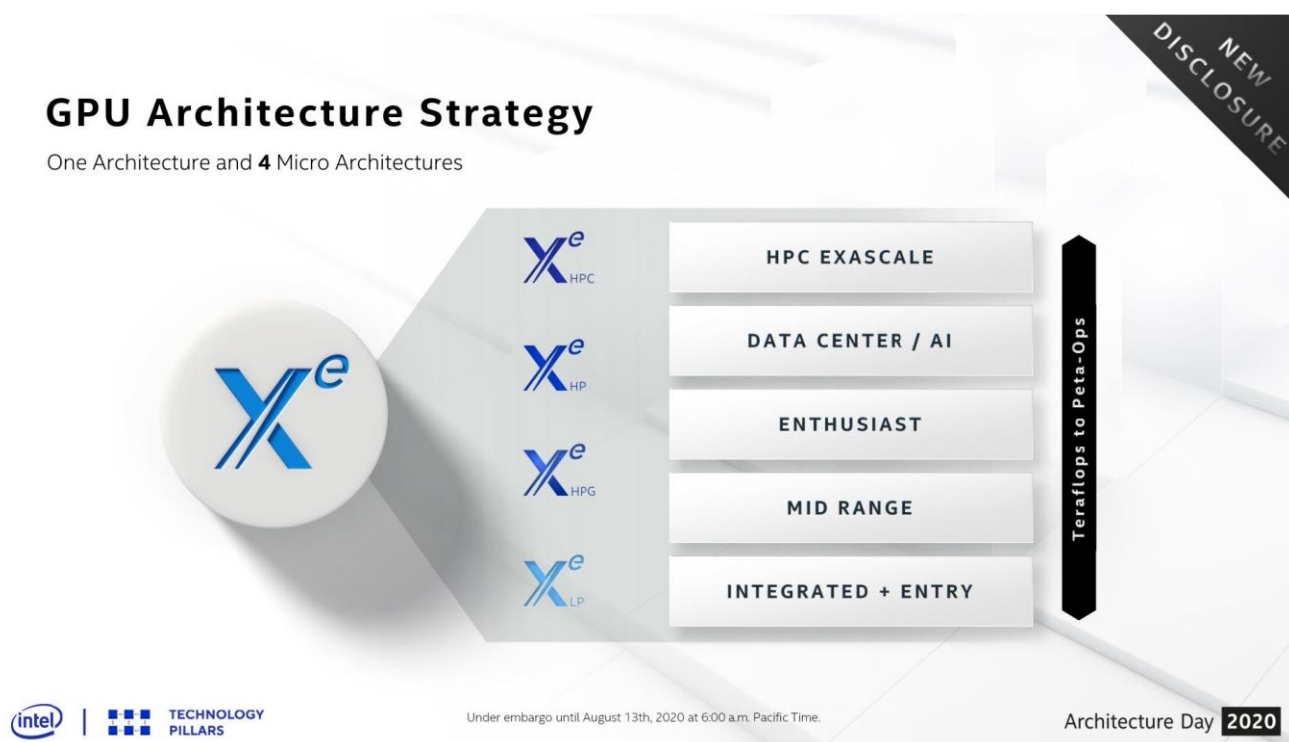 NEW
DISCLOSURE
GPU Architecture Strategy
One Architecture and 4 Micro Architectures
Xe
Xe HPC
HPC EXASCALE
DATA CENTER / AI
Xe HP
ENTHUSIAST
Xe HPG
MID RANGE
Xe LP
INTEGRATED + ENTRY
Teraflops to Peta-Ops
intel
TECHNOLOGY
PILLARS
Under embargo until August 13th, 2020 at 6:00 a.m. Pacific Time.
Architecture Day 2020